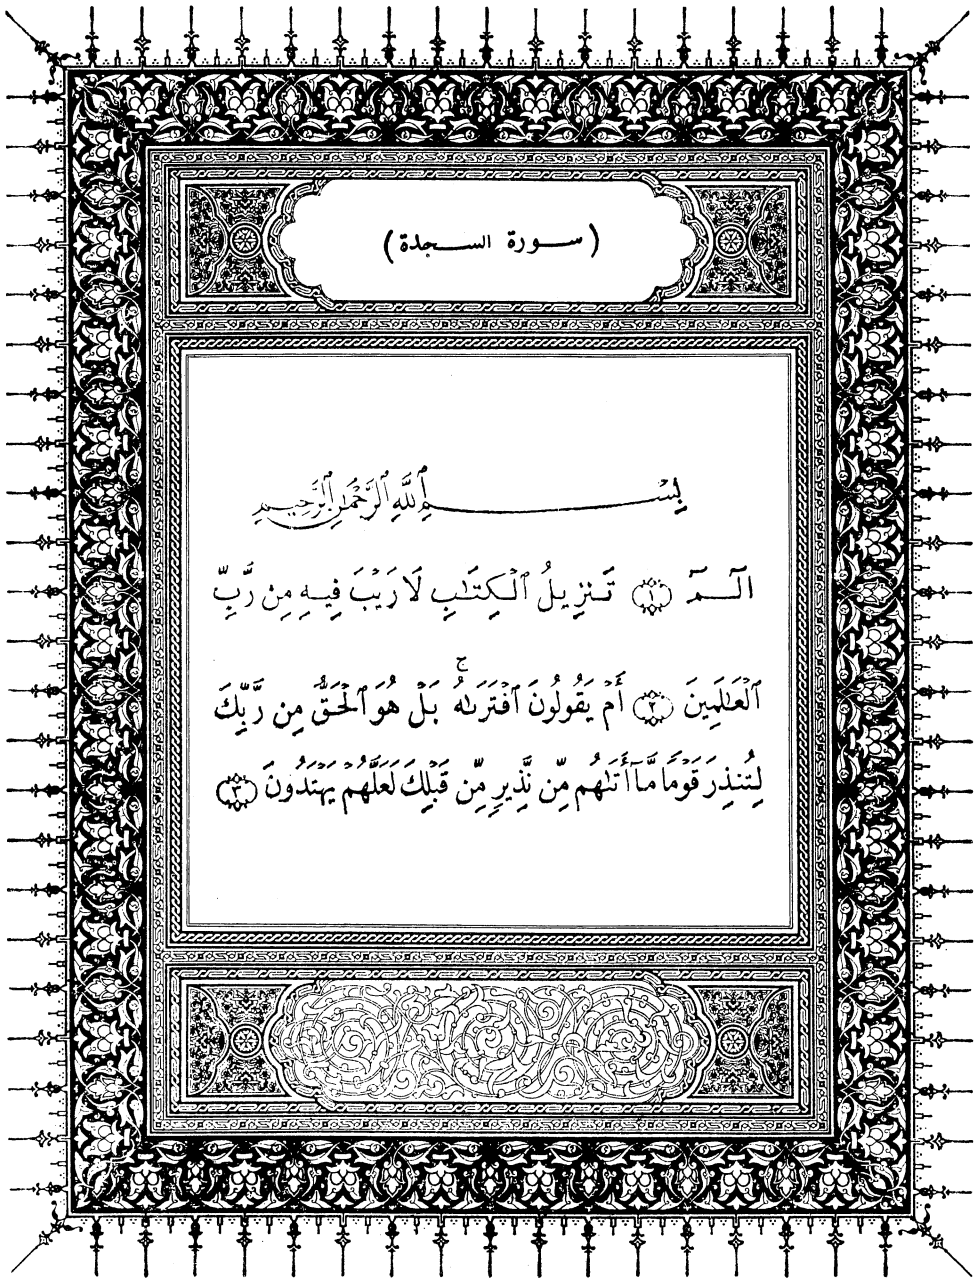 ( سورة السجدة )
بِسْمِ ٱللَّهِ ٱلرَّحْمَٰنِ ٱلرَّحِيمِ
الٓمٓ ﴿١﴾ تَنزِيلُ ٱلْكِتَٰبِ لَا رَيْبَ فِيهِ مِن رَّبِّ
ٱلْعَٰلَمِينَ ﴿٢﴾ أَمْ يَقُولُونَ ٱفْتَرَىٰهُ ۚ بَلْ هُوَ ٱلْحَقُّ مِن رَّبِّكَ
لِتُنذِرَ قَوْمًا مَّآ أَتَىٰهُم مِّن نَّذِيرٍ مِّن قَبْلِكَ لَعَلَّهُمْ يَهْتَدُونَ ﴿٣﴾